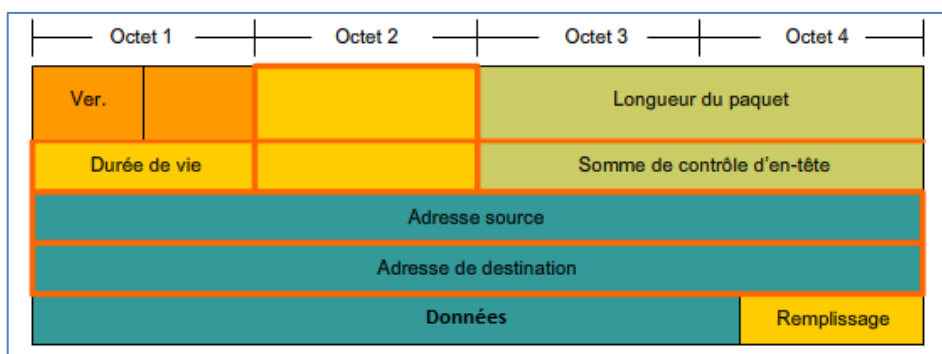 Octet 1 Octet 2 Octet 3 Octet 4
Ver. Longueur du paquet
Durée de vie Somme de contrôle d'en-tête
Adresse source
Adresse de destination
Données Remplissage